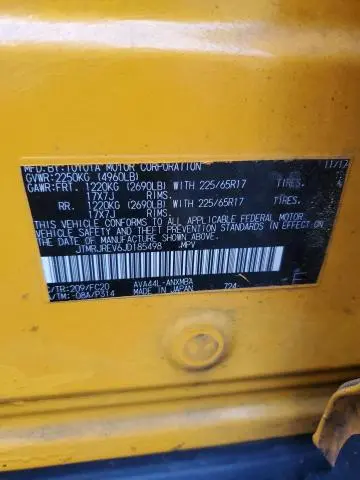 MFD.BY:TOYOTA MOTOR CORPORATION 11/17
GVWR:2250KG (4960LB)
GAWR:FRT. 1220KG (2690LB) WITH 225/65R17 TIRES,
17X7J RIMS,
RR. 1220KG (2690LB) WITH 225/65R17 TIRES,
17X7J RIMS,
THIS VEHICLE CONFORMS TO ALL APPLICABLE FEDERAL MOTOR
VEHICLE SAFETY AND THEFT PREVENTION STANDARDS IN EFFECT ON
THE DATE OF MANUFACTURE SHOWN ABOVE.
JTMRJREV6JD185498 .MPV
C/TR:209/FC20 AVA44L-ANXMBA
A/TM:-08A/P314 MADE IN JAPAN 724